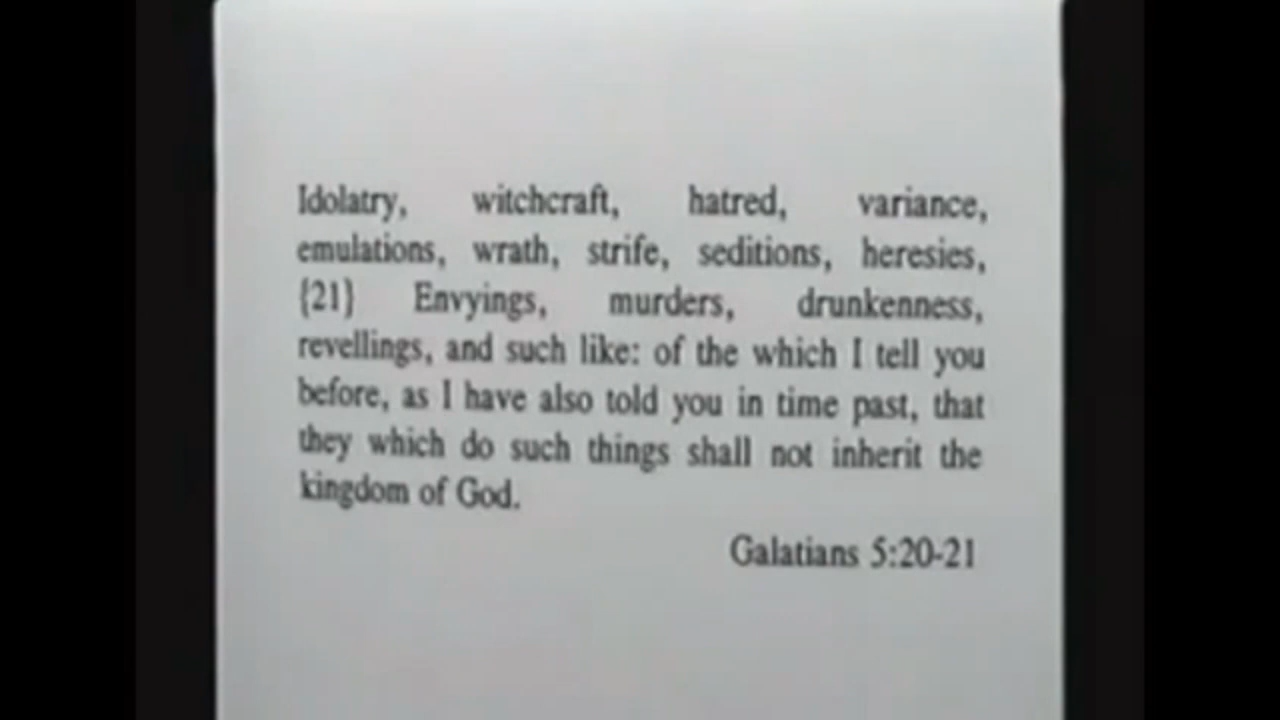 Idolatry, witchcraft, hatred, variance,
emulations, wrath, strife, seditions, heresies,
{21} Envyings, murders, drunkenness,
revellings, and such like: of the which I tell you
before, as I have also told you in time past, that
they which do such things shall not inherit the
kingdom of God.
Galatians 5:20-21